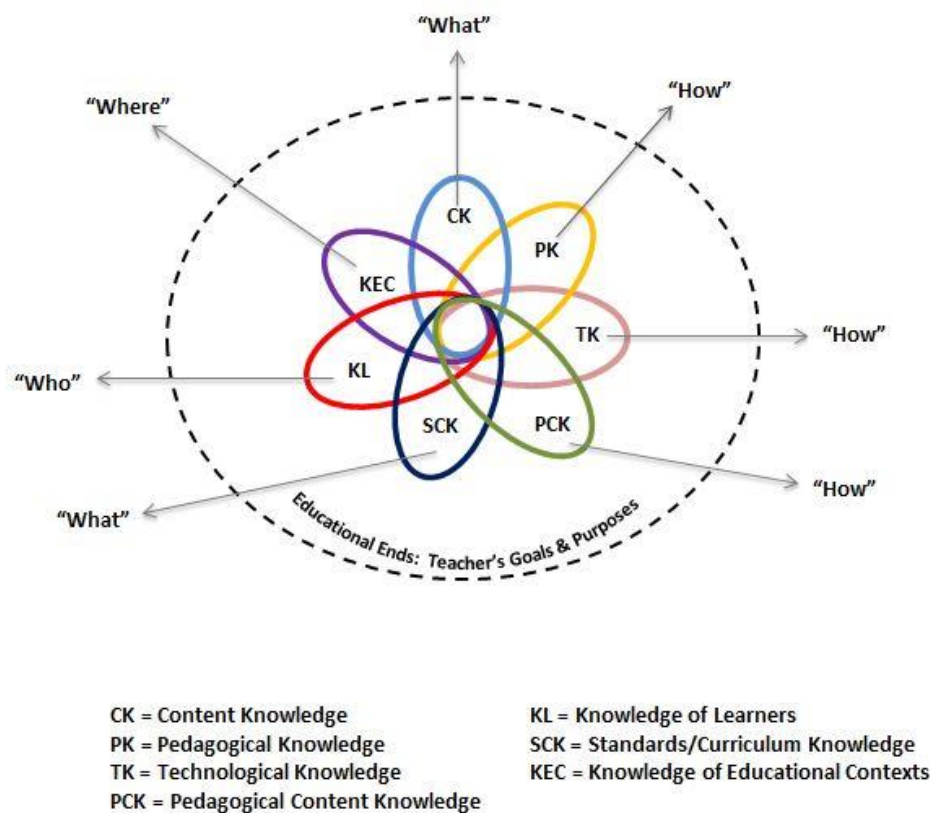 “What”
“How”
“Where”
CK
PK
KEC
TK
“How”
KL
“Who”
SCK
PCK
“How”
“What”
Educational Ends: Teacher’s Goals & Purposes
CK = Content Knowledge
PK = Pedagogical Knowledge
TK = Technological Knowledge
PCK = Pedagogical Content Knowledge
KL = Knowledge of Learners
SCK = Standards/Curriculum Knowledge
KEC = Knowledge of Educational Contexts